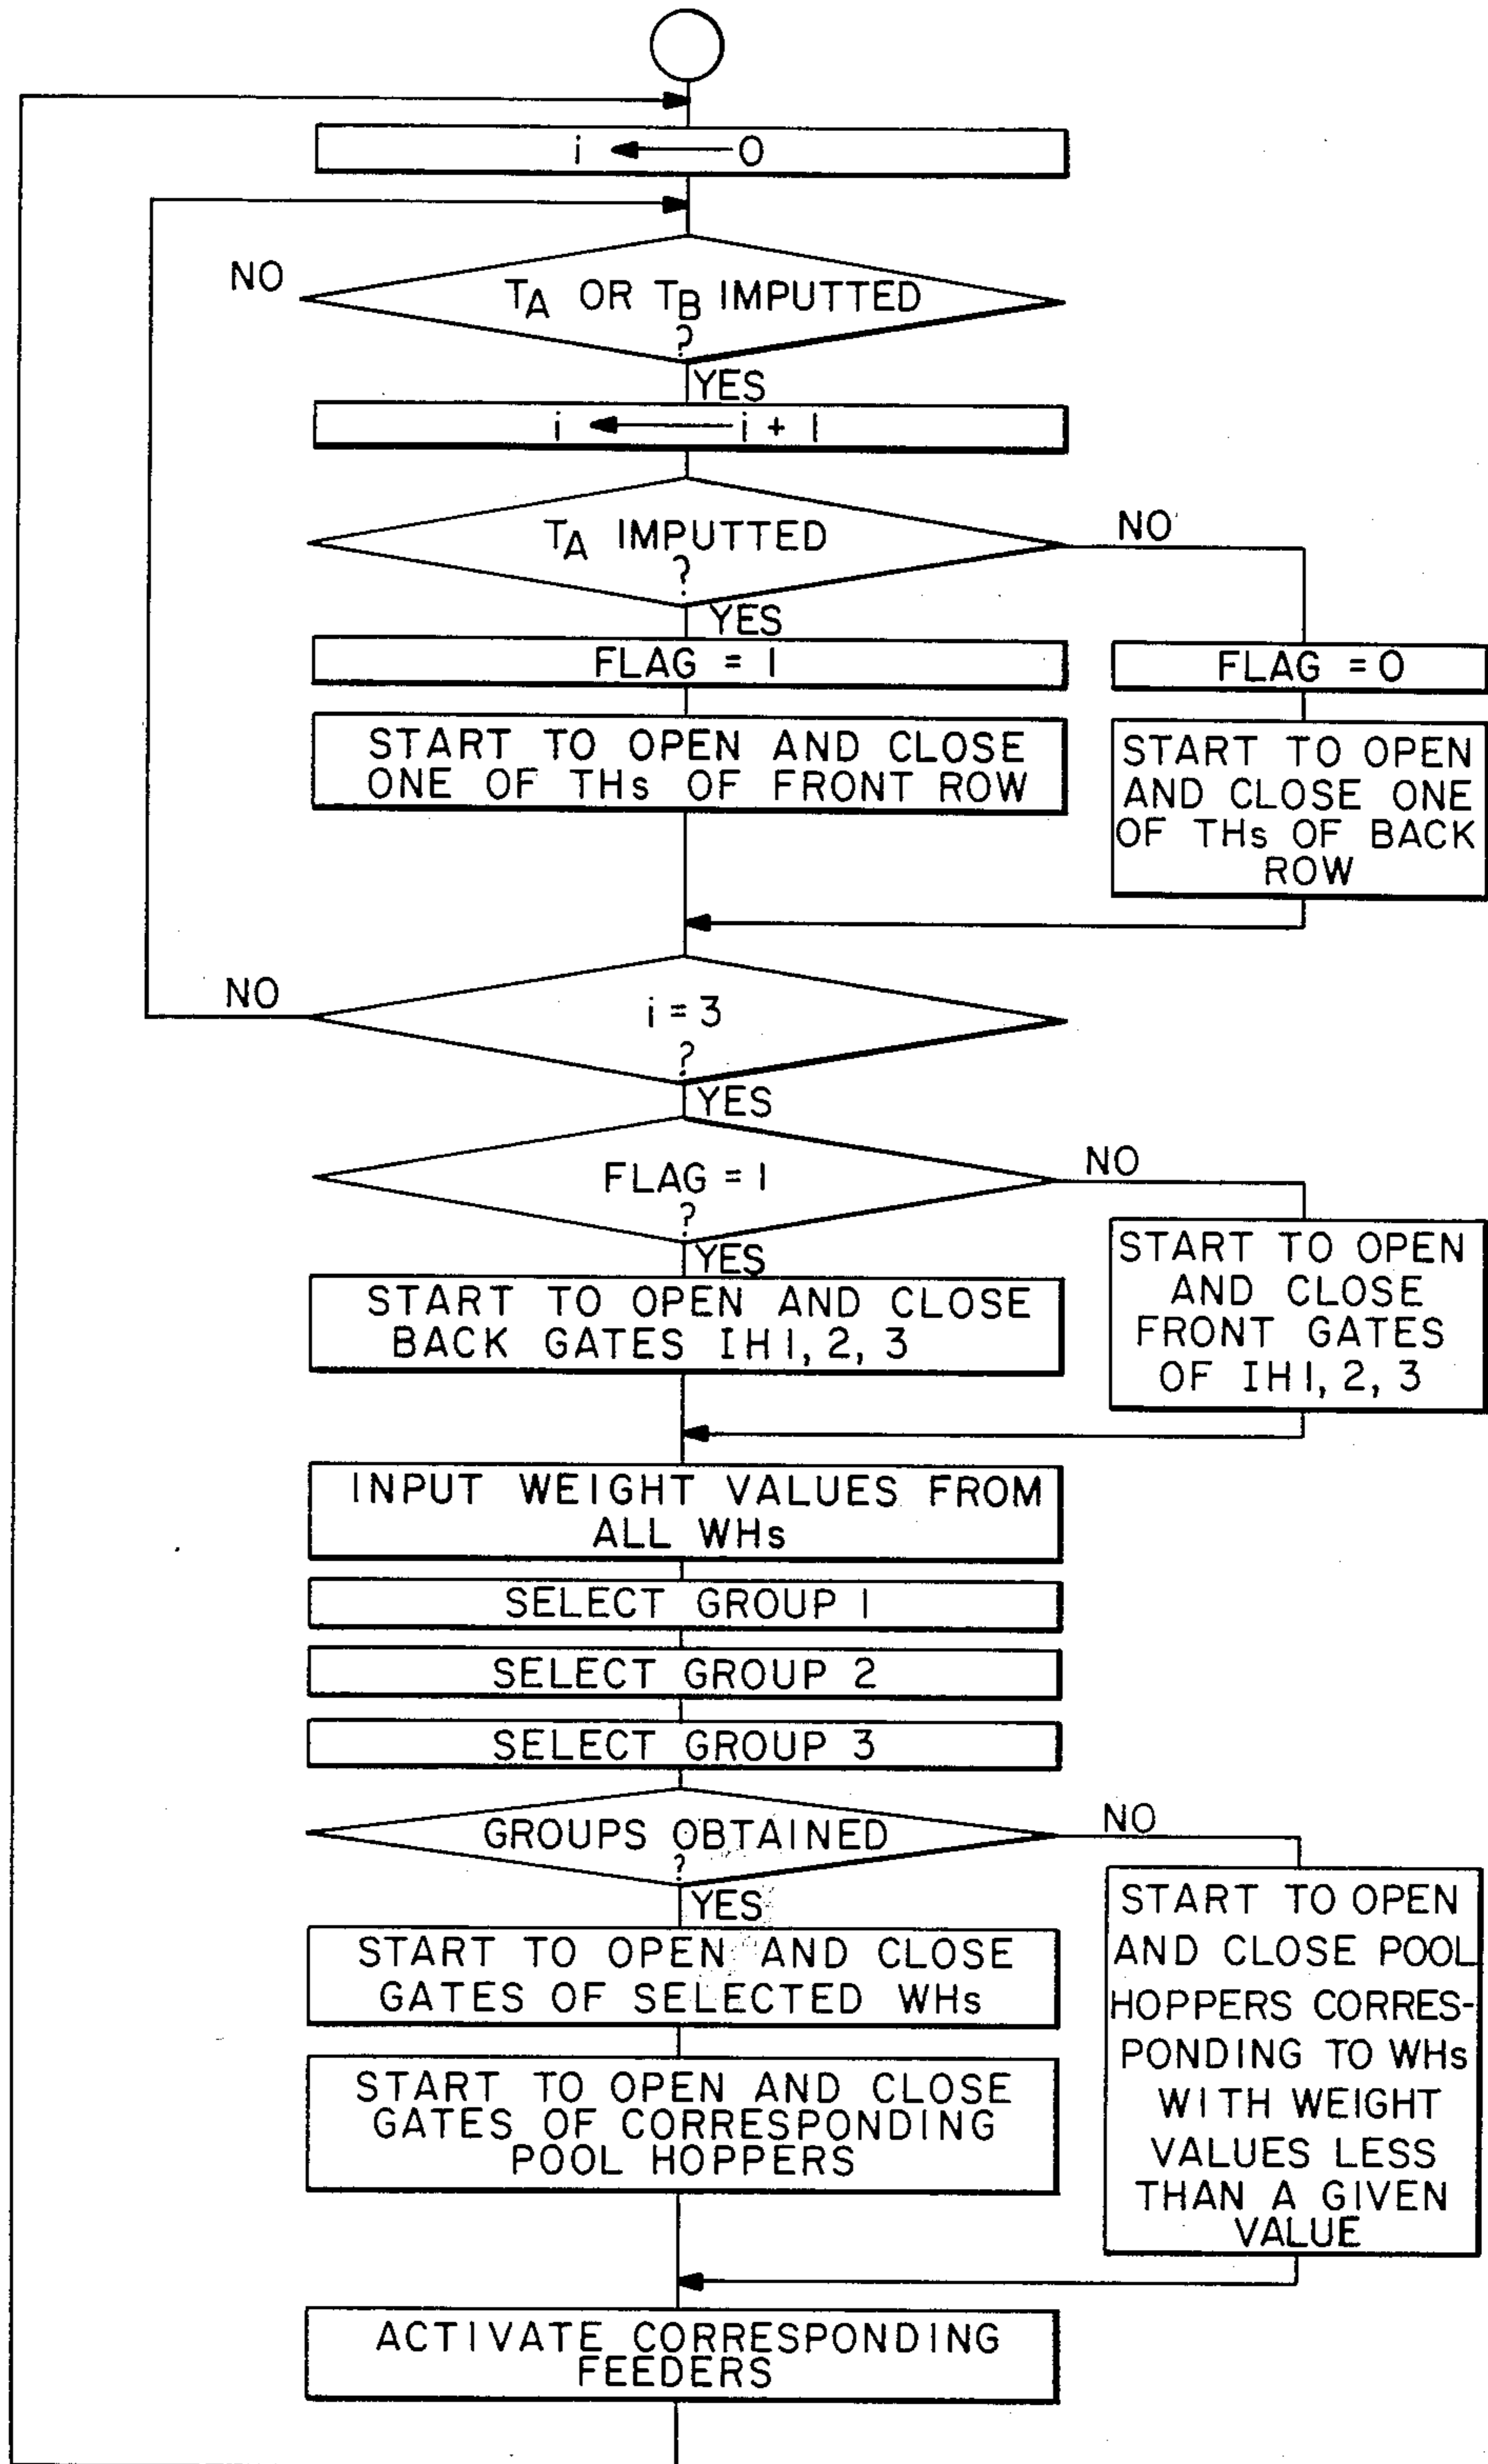 i ← 0
NO
TA OR TB IMPUTTED
?
YES
i ← i + 1
TA IMPUTTED
?
NO
YES
FLAG = 1
FLAG = 0
START TO OPEN AND CLOSE
ONE OF THs OF FRONT ROW
START TO OPEN
AND CLOSE ONE
OF THs OF BACK
ROW
NO
i = 3
?
YES
FLAG = 1
?
NO
YES
START TO OPEN AND CLOSE
BACK GATES IH1, 2, 3
START TO OPEN
AND CLOSE
FRONT GATES
OF IH1, 2, 3
INPUT WEIGHT VALUES FROM
ALL WHs
SELECT GROUP 1
SELECT GROUP 2
SELECT GROUP 3
GROUPS OBTAINED
?
NO
YES
START TO OPEN AND CLOSE
GATES OF SELECTED WHs
START TO OPEN AND CLOSE
GATES OF CORRESPONDING
POOL HOPPERS
START TO OPEN
AND CLOSE POOL
HOPPERS CORRES-
PONDING TO WHs
WITH WEIGHT
VALUES LESS
THAN A GIVEN
VALUE
ACTIVATE CORRESPONDING
FEEDERS